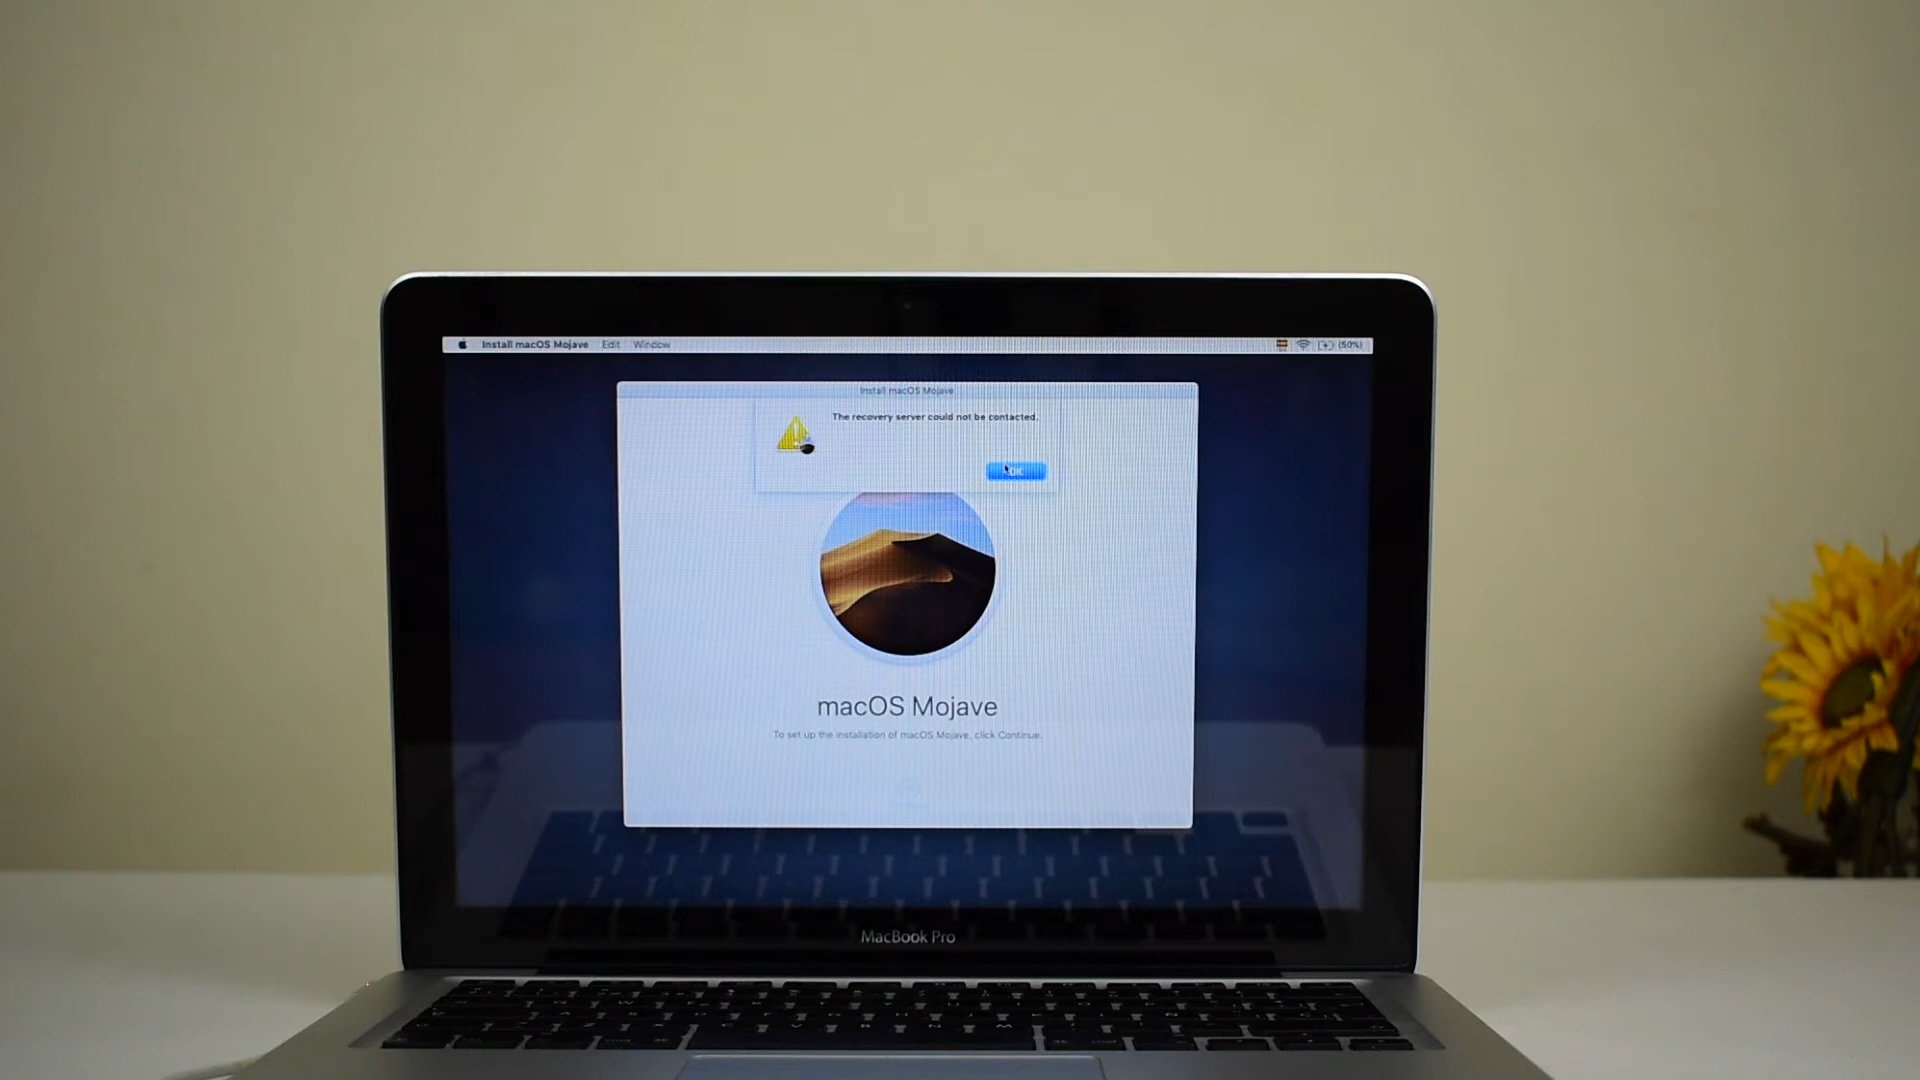 Install macOS Mojave Edit Window (50%)
Install macOS Mojave
The recovery server could not be contacted.
OK
macOS Mojave
To set up the installation of macOS Mojave, click Continue.
MacBook Pro